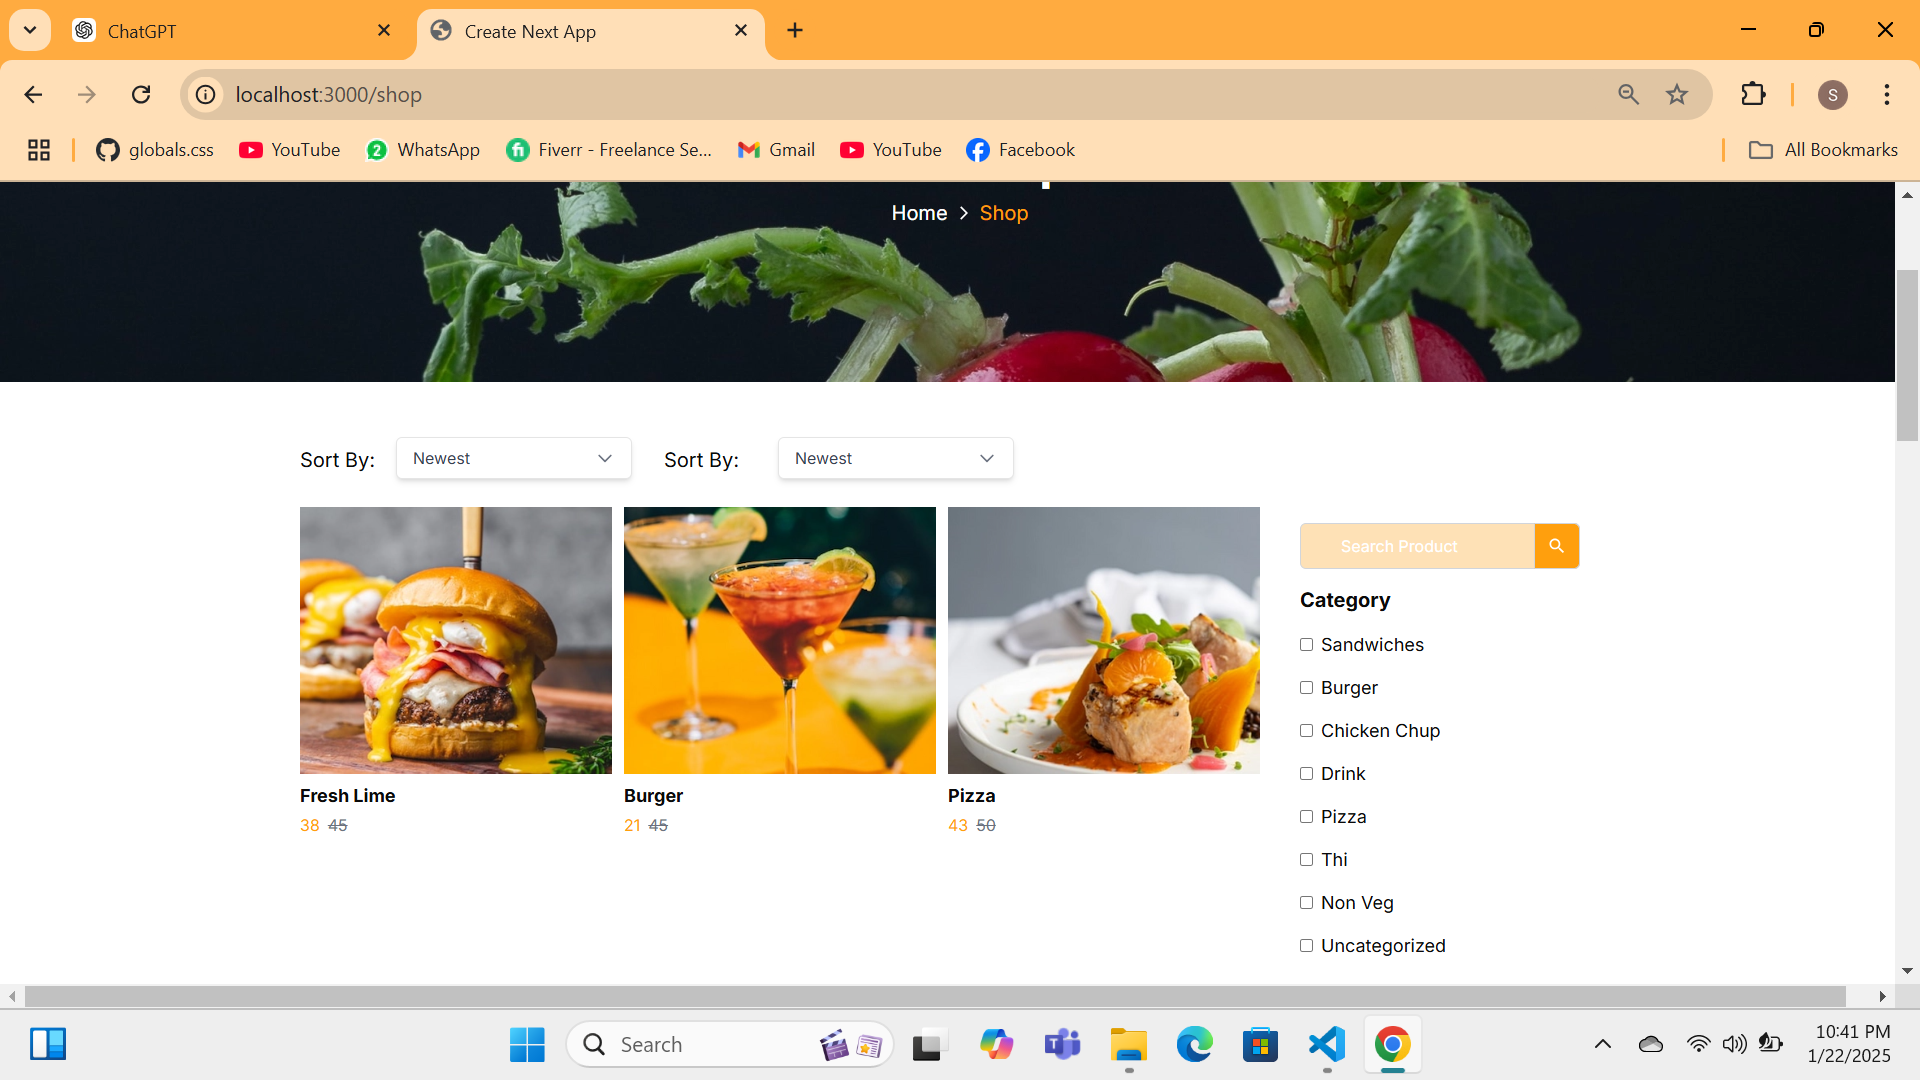 ChatGPT
Create Next App
localhost:3000/shop
S
globals.css
YouTube
2
WhatsApp
fi
Fiverr - Freelance Se...
Gmail
YouTube
Facebook
All Bookmarks
Home > Shop
Sort By:
Newest
Sort By:
Newest
Search Product
Category
Sandwiches
Burger
Chicken Chup
Drink
Pizza
Thi
Non Veg
Uncategorized
Fresh Lime
38 45
Burger
21 45
Pizza
43 50
Search
T
10:41 PM
1/22/2025